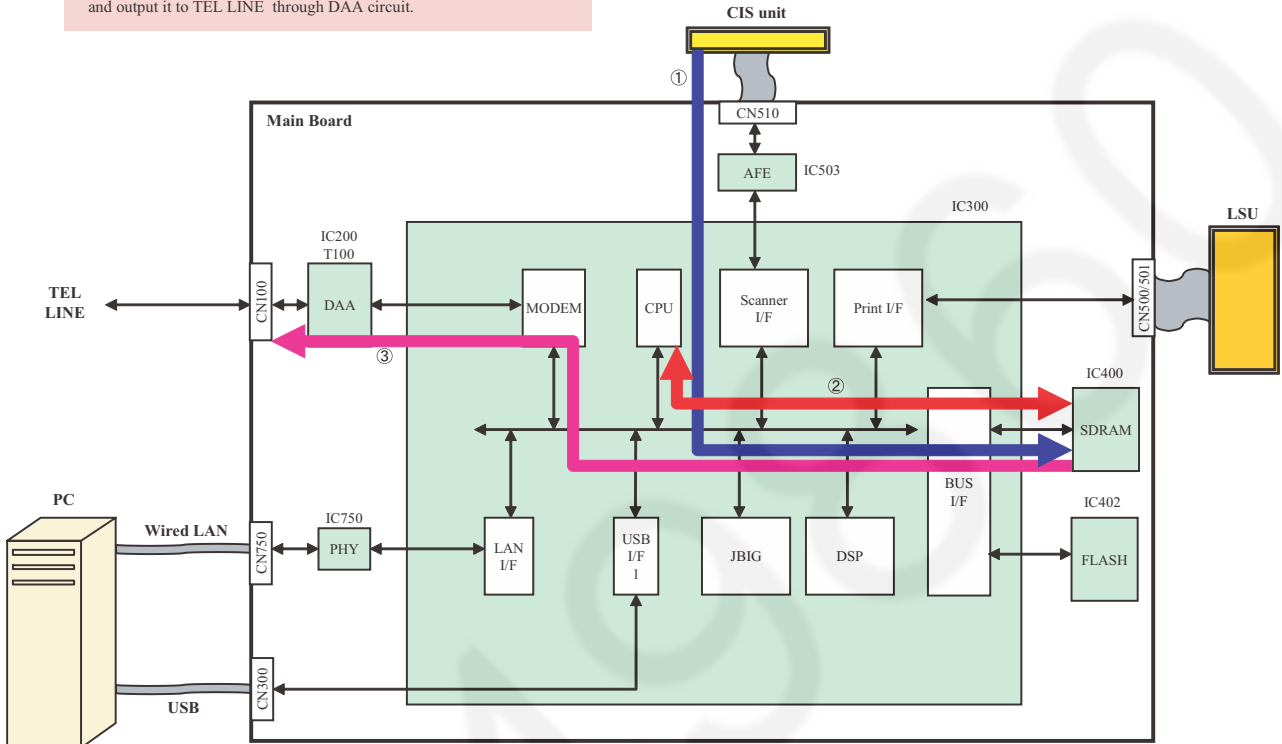 and output it to TEL LINE through DAA circuit.
CIS unit
①
Main Board
CN510
AFE
IC503
IC300
LSU
IC200
T100
TEL
LINE
CN100
DAA
MODEM
CPU
Scanner
I/F
Print I/F
CN500/501
③
②
IC400
SDRAM
BUS
I/F
PC
Wired LAN
CN750
IC750
PHY
LAN
I/F
USB
I/F
1
JBIG
DSP
IC402
FLASH
CN300
USB